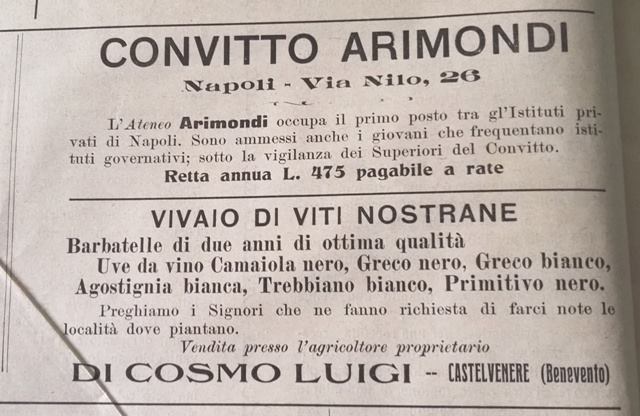 CONVITTO ARIMONDI
Napoli - Via Nilo, 26
L'Ateneo Arimondi occupa il primo posto tra gl'Istituti pri-
vati di Napoli. Sono ammessi anche i giovani che frequentano isti-
tuti governativi; sotto la vigilanza dei Superiori del Convitto.
Retta annua L. 475 pagabile a rate
VIVAIO DI VITI NOSTRANE
Barbatelle di due anni di ottima qualità
Uve da vino Camaiola nero, Greco nero, Greco bianco,
Agostignia bianca, Trebbiano bianco, Primitivo nero.
Preghiamo i Signori che ne fanno richiesta di farci note le
località dove piantano.
Vendita presso l'agricoltore proprietario
DI COSMO LUIGI -- CASTELVENERE (Benevento)